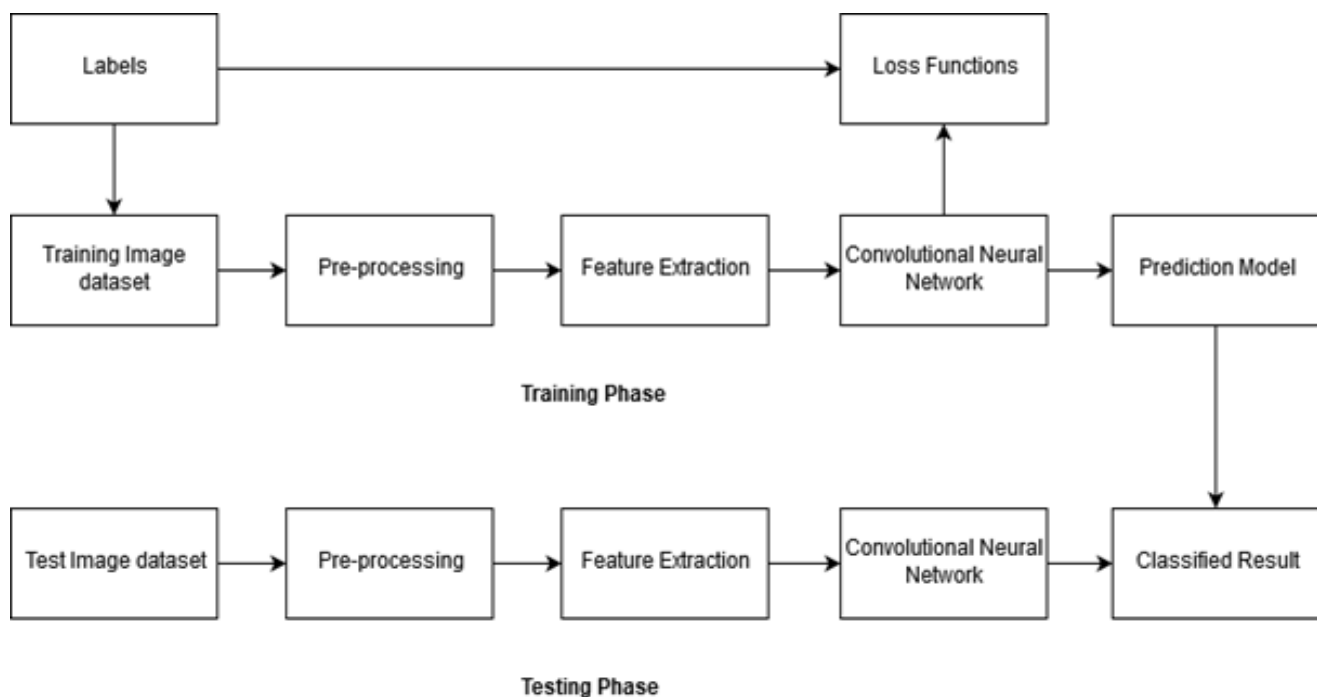 Labels
Loss Functions
Training Image
dataset
Pre-processing
Feature Extraction
Convolutional Neural
Network
Prediction Model
Training Phase
Test Image dataset
Pre-processing
Feature Extraction
Convolutional Neural
Network
Classified Result
Testing Phase